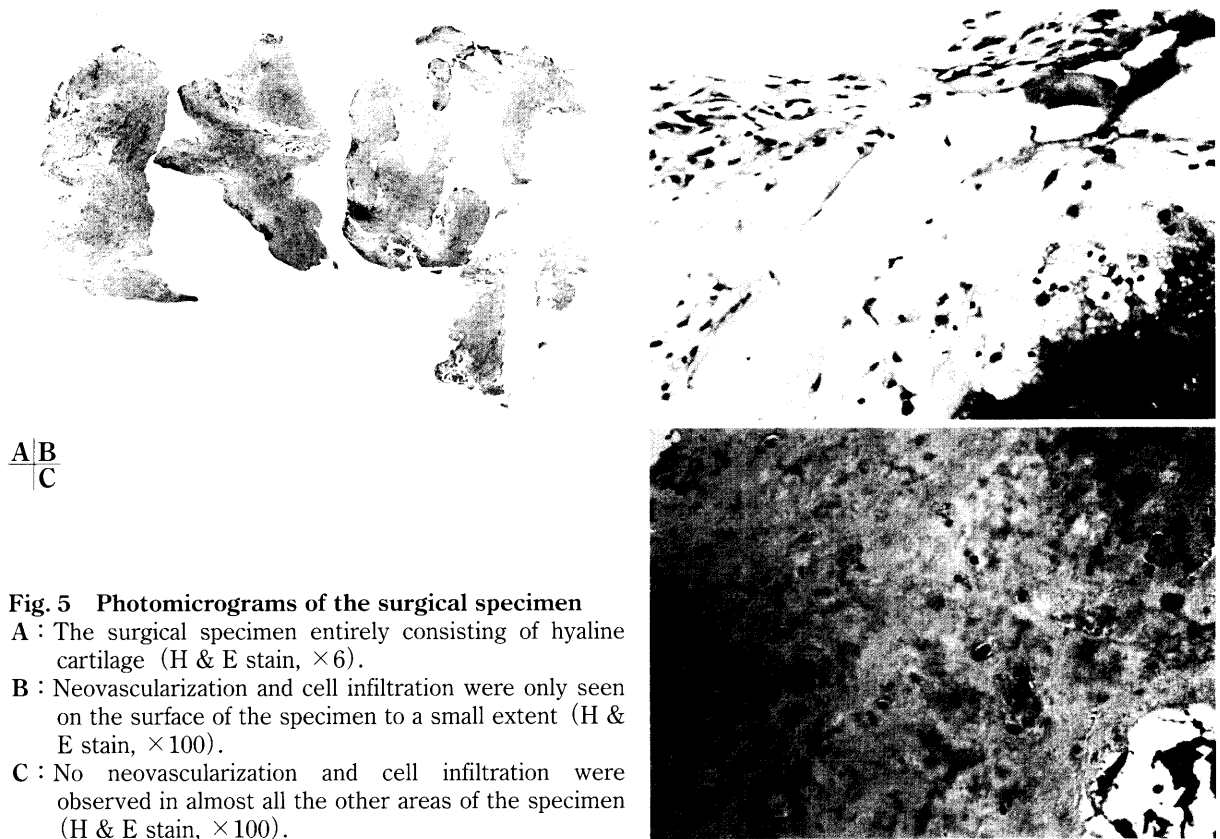 A B
C
Fig. 5 Photomicrograms of the surgical specimen
A : The surgical specimen entirely consisting of hyaline
cartilage (H & E stain, ×6).
B : Neovascularization and cell infiltration were only seen
on the surface of the specimen to a small extent (H &
E stain, ×100).
C : No neovascularization and cell infiltration were
observed in almost all the other areas of the specimen
(H & E stain, ×100).